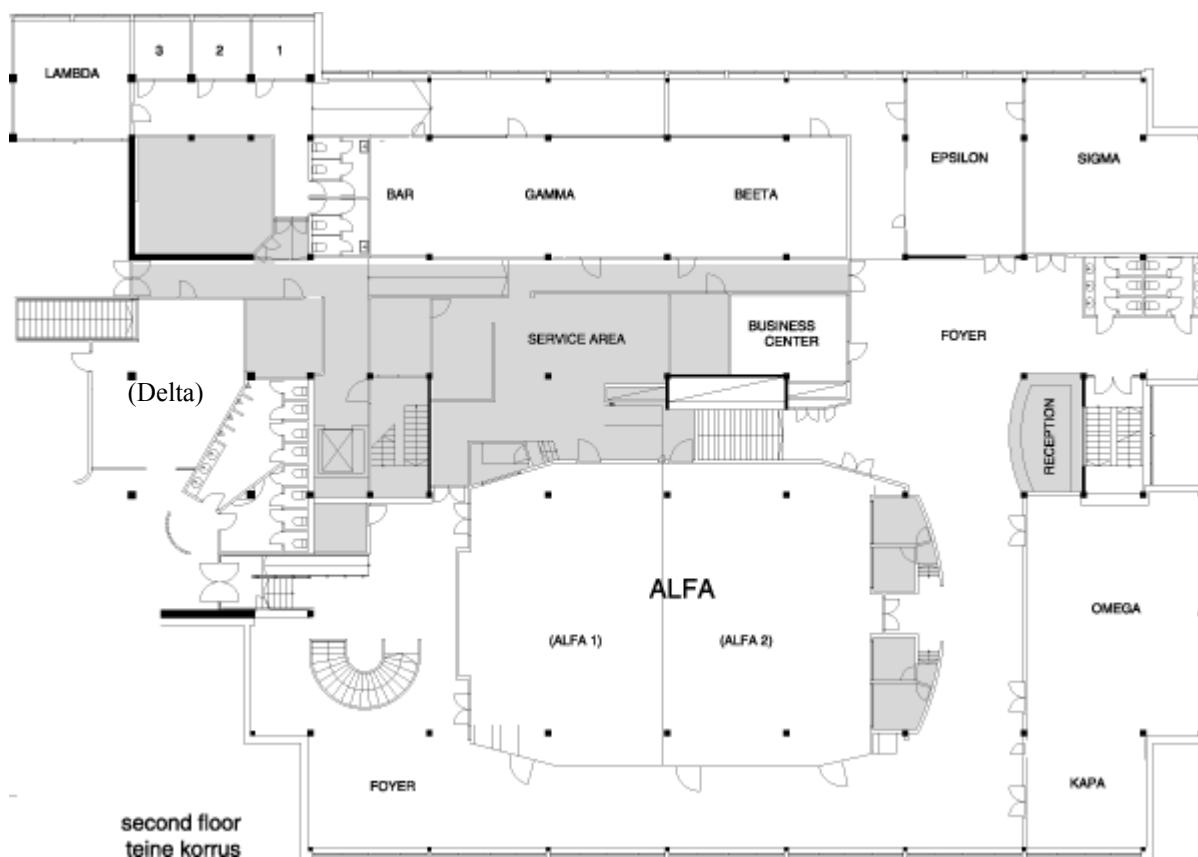 3
2
1
LAMBDA
EPSILON
SIGMA
BAR
GAMMA
BEETA
BUSINESS
CENTER
SERVICE AREA
FOYER
(Delta)
RECEPTION
ALFA
(ALFA 1)
(ALFA 2)
OMEGA
FOYER
KAPA
second floor
teine korrus